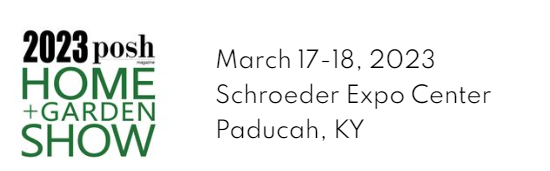 2023 posh
magazine
HOME
+GARDEN
SHOW
March 17-18, 2023
Schroeder Expo Center
Paducah, KY